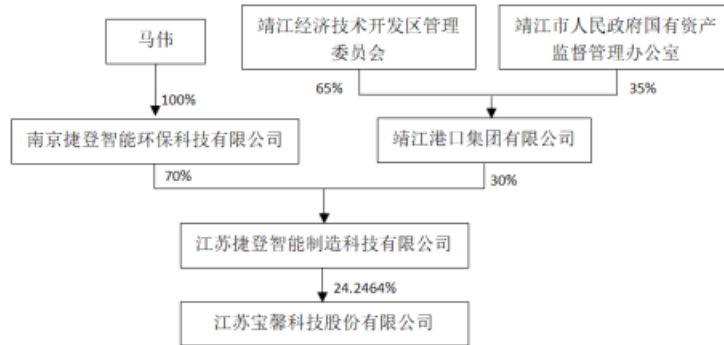 马伟
靖江经济技术开发区管理
委员会
靖江市人民政府国有资产
监督管理办公室
100%
65%
35%
南京捷登智能环保科技有限公司
靖江港口集团有限公司
70%
30%
江苏捷登智能制造科技有限公司
24.2464%
江苏宝馨科技股份有限公司